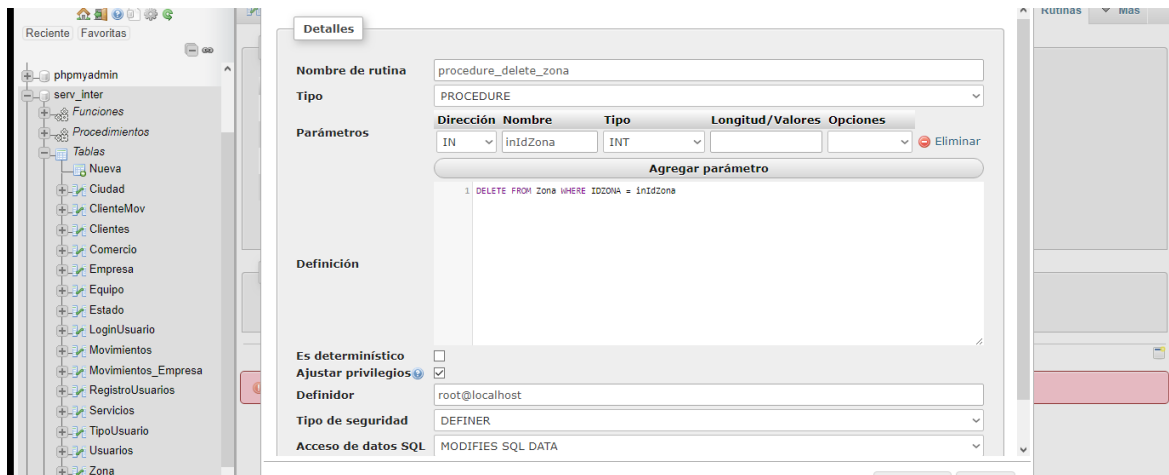 Reciente Favoritas
phpmyadmin
serv_inter
Funciones
Procedimientos
Tablas
Nueva
Ciudad
ClienteMov
Clientes
Comercio
Empresa
Equipo
Estado
LoginUsuario
Movimientos
Movimientos_Empresa
RegistroUsuarios
Servicios
TipoUsuario
Usuarios
Zona
Rutinas Más
Detalles
Nombre de rutina procedure_delete_zona
Tipo PROCEDURE
Parámetros
Dirección Nombre Tipo Longitud/Valores Opciones
IN inIdZona INT Eliminar
Agregar parámetro
Definición
1 DELETE FROM Zona WHERE IDZONA = inIdZona
Es determinístico
Ajustar privilegios
Definidor root@localhost
Tipo de seguridad DEFINER
Acceso de datos SQL MODIFIES SQL DATA